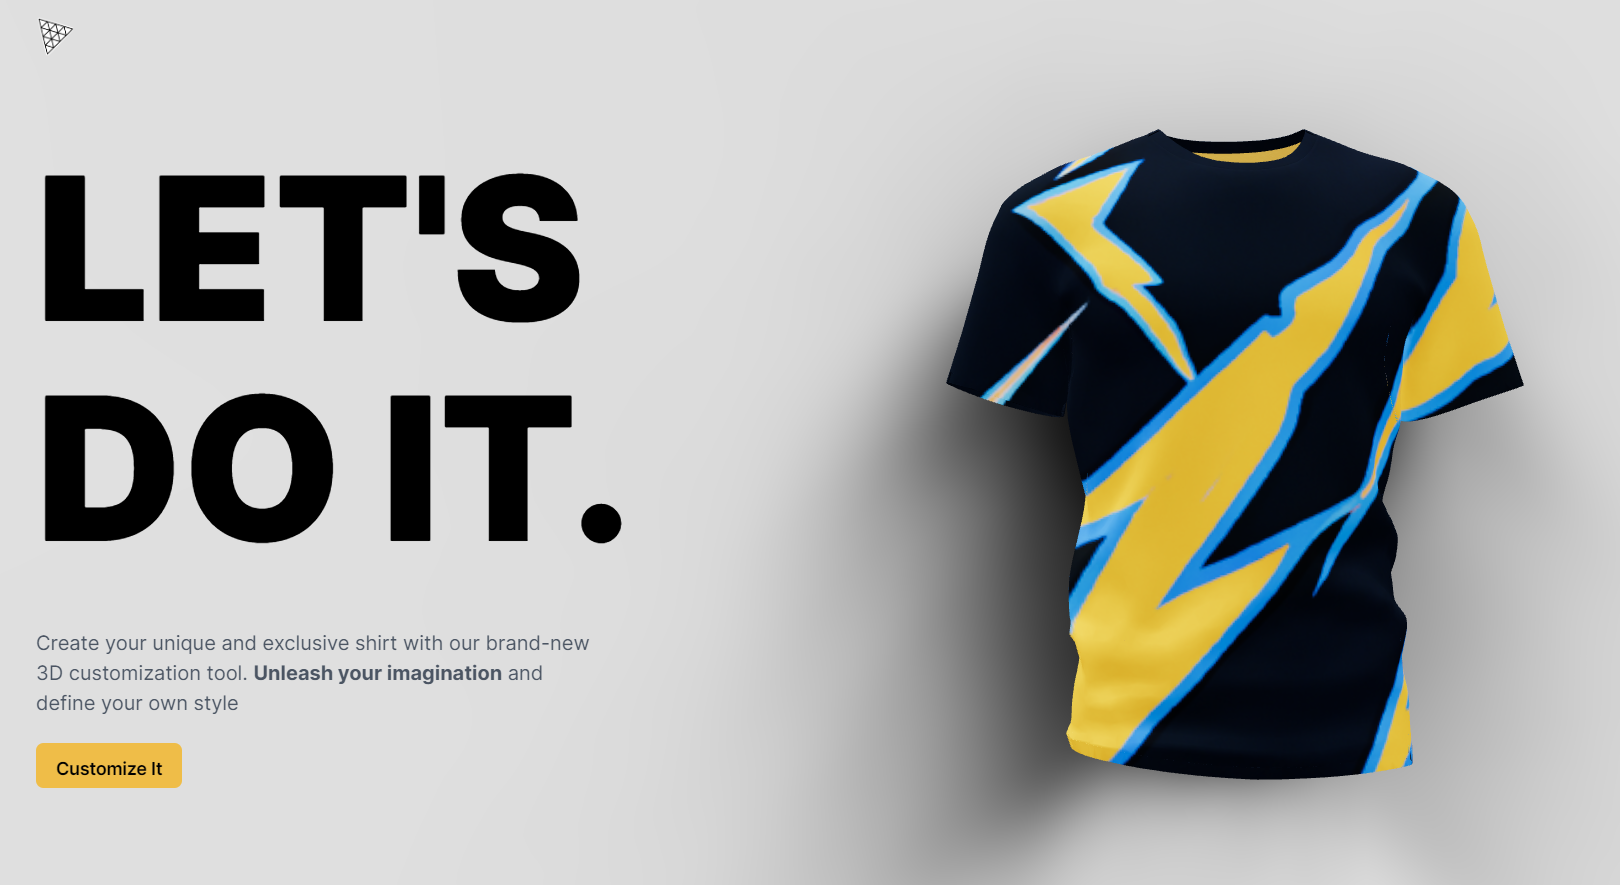 LET'S
DO IT.
Create your unique and exclusive shirt with our brand-new
3D customization tool. Unleash your imagination and
define your own style
Customize It